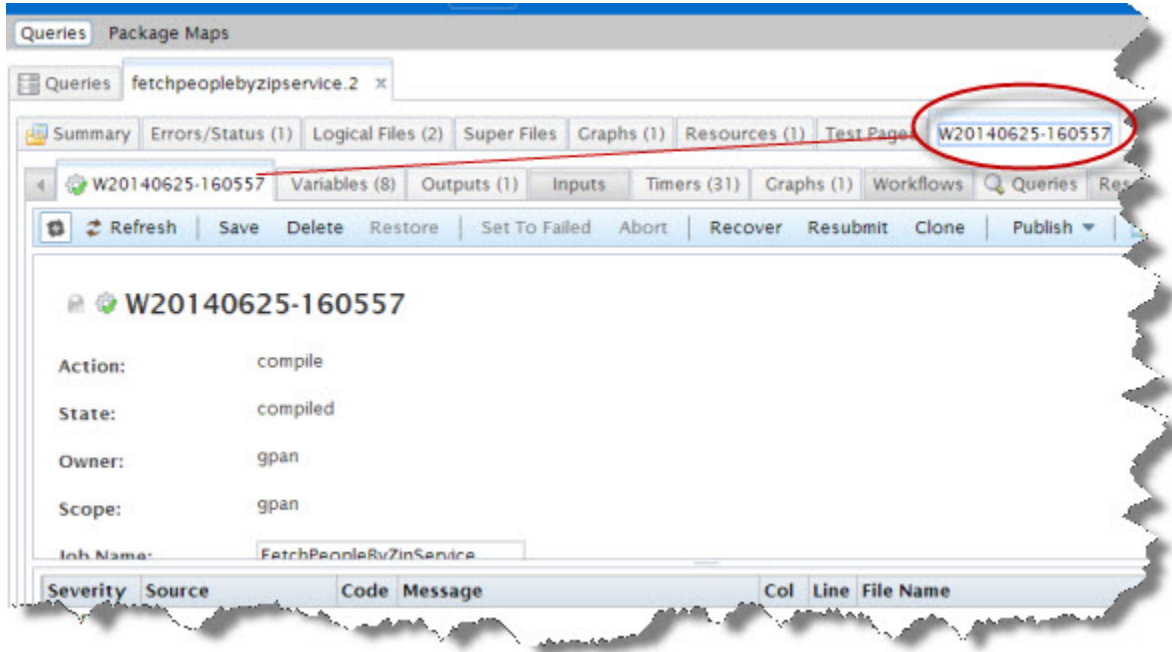 Queries Package Maps
Queries fetchpeoplebyzipservice.2 x
Summary Errors/Status (1) Logical Files (2) Super Files Graphs (1) Resources (1) Test Pages W20140625-160557
W20140625-160557 Variables (8) Outputs (1) Inputs Timers (31) Graphs (1) Workflows Queries Res
Refresh Save Delete Restore Set To Failed Abort Recover Resubmit Clone Publish
W20140625-160557
Action: compile
State: compiled
Owner: gpan
Scope: gpan
Job Name: FetchPeopleByZipService
Severity Source Code Message Col Line File Name